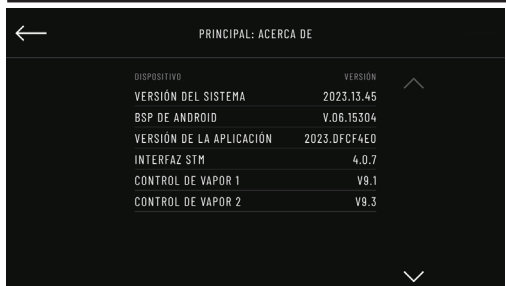 PRINCIPAL: ACERCA DE
DISPOSITIVO VERSIÓN
VERSIÓN DEL SISTEMA 2023.13.45
BSP DE ANDROID V.06.15304
VERSIÓN DE LA APLICACIÓN 2023.DFCF4E0
INTERFAZ STM 4.0.7
CONTROL DE VAPOR 1 V9.1
CONTROL DE VAPOR 2 V9.3